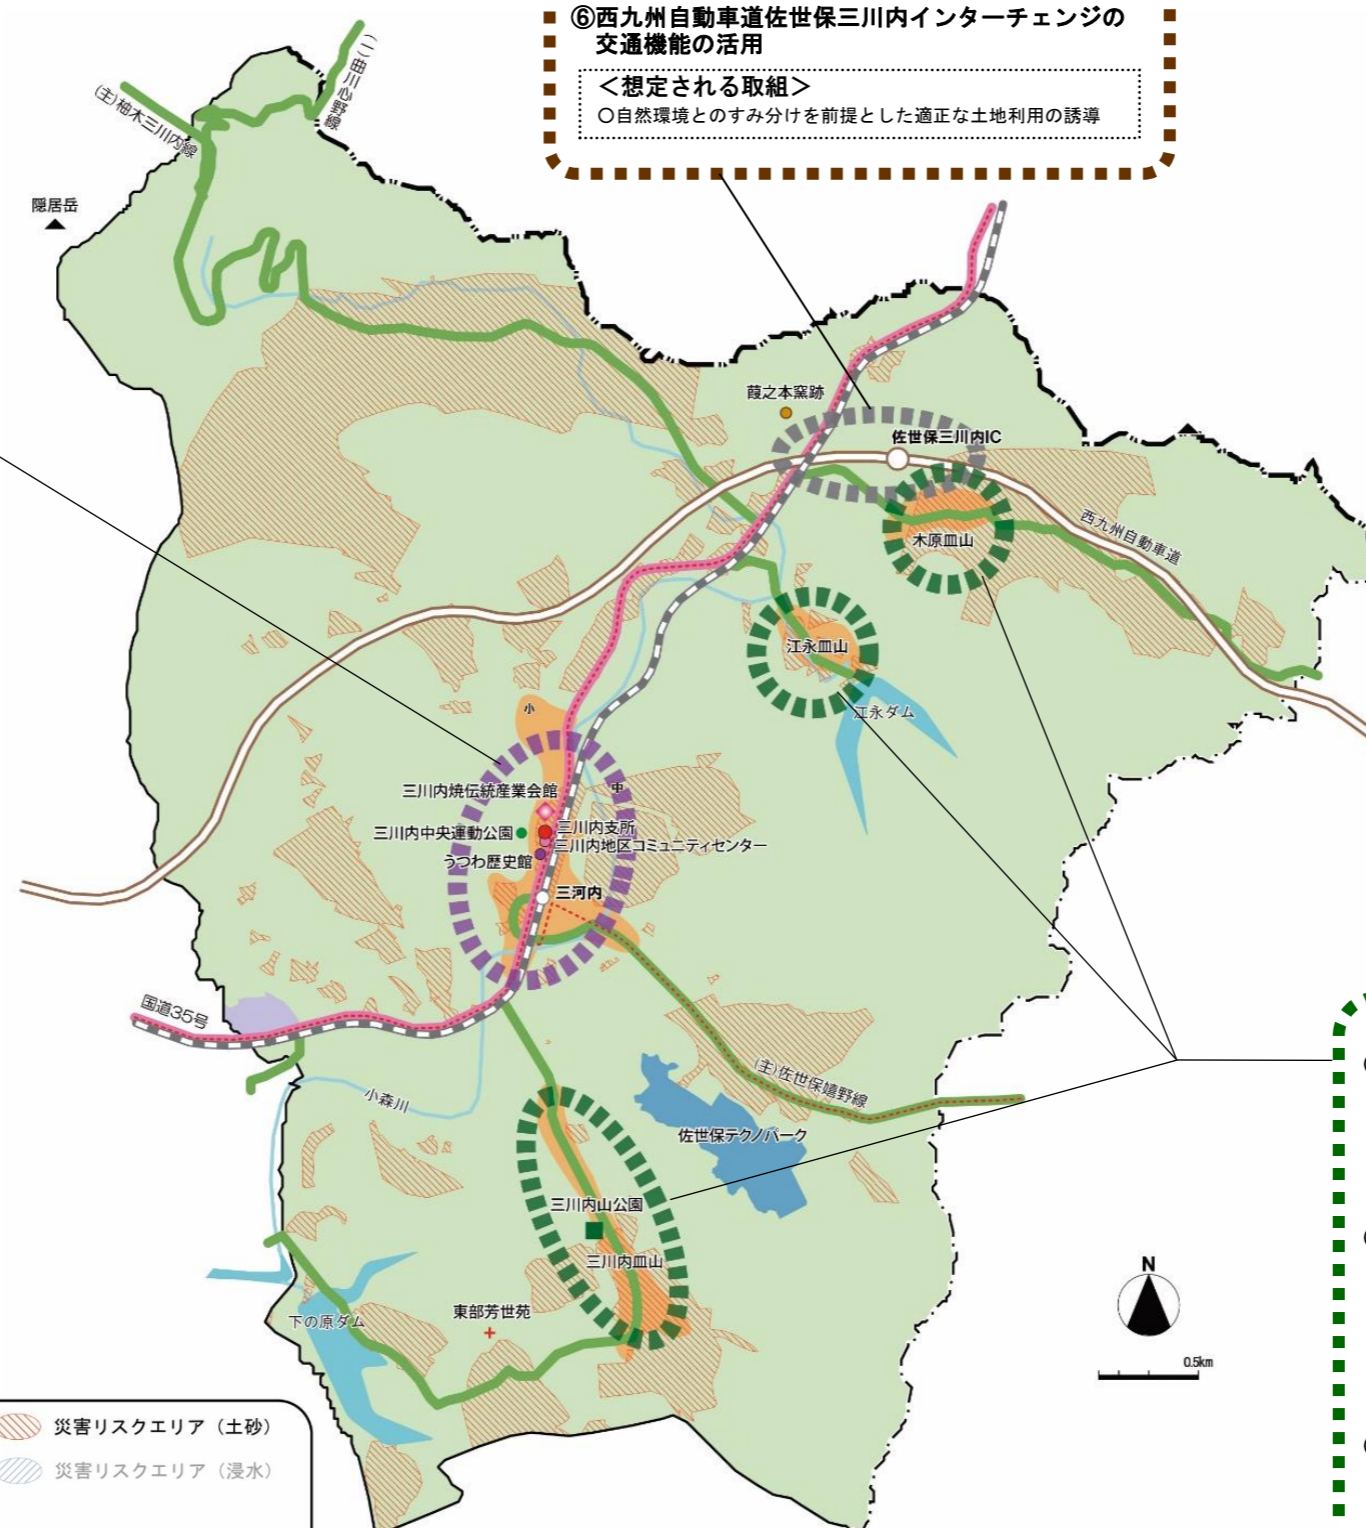 ⑥西九州自動車道佐世保三川内インターチェンジの
交通機能の活用
＜想定される取組＞
〇自然環境とのすみ分けを前提とした適正な土地利用の誘導
(一)曲川心野線
(主)柚木三川内線
隠居岳
葭之本窯跡
佐世保三川内IC
西九州自動車道
木原皿山
江永皿山
江永ダム
小
中
三川内焼伝統産業会館
三川内中央運動公園
三川内支所
三川内地区コミュニティセンター
うつわ歴史館
三河内
国道35号
小森川
(主)佐世保嬉野線
佐世保テクノパーク
三川内山公園
三川内皿山
下の原ダム
東部芳世苑
N
0.5km
災害リスクエリア（土砂）
災害リスクエリア（浸水）